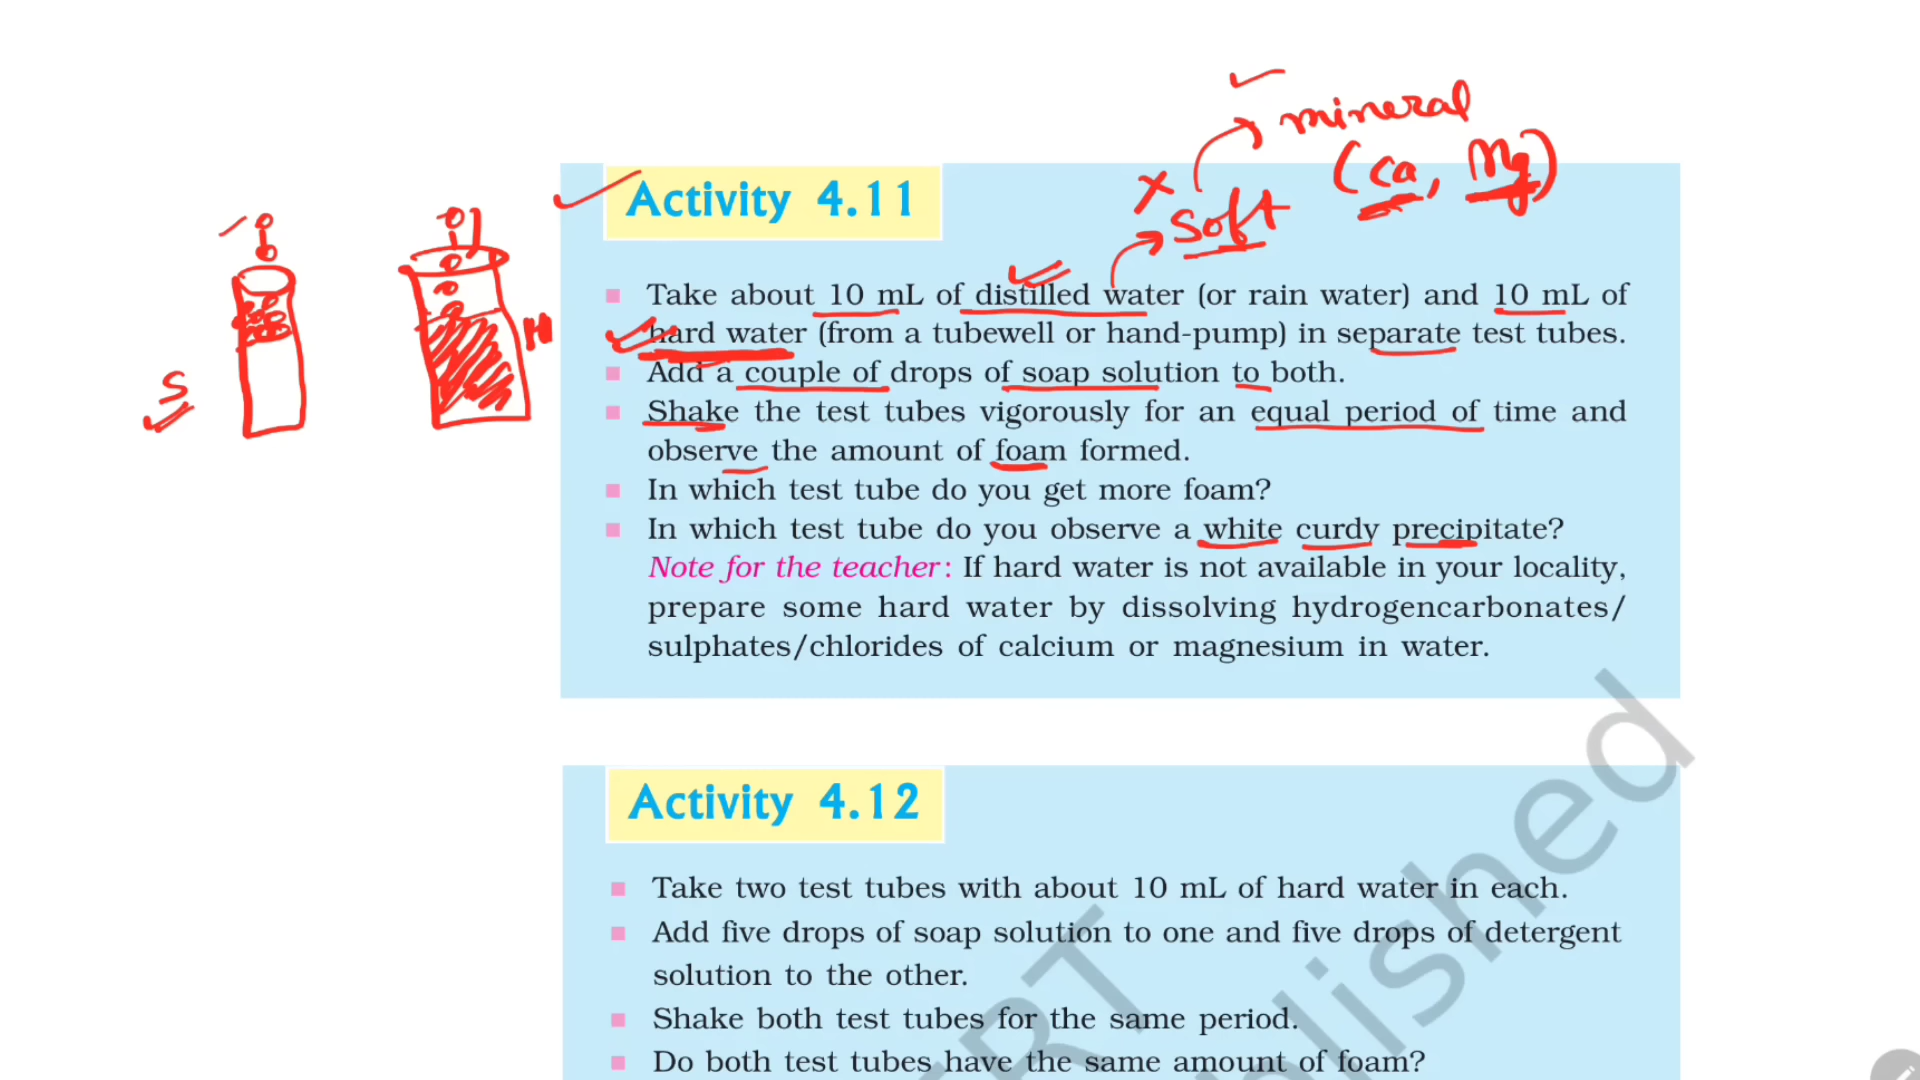 mineral
(Ca, Mg)
Activity 4.11
x
Soft
■ Take about 10 mL of distilled water (or rain water) and 10 mL of
hard water (from a tubewell or hand-pump) in separate test tubes.
■ Add a couple of drops of soap solution to both.
■ Shake the test tubes vigorously for an equal period of time and
observe the amount of foam formed.
■ In which test tube do you get more foam?
■ In which test tube do you observe a white curdy precipitate?
Note for the teacher: If hard water is not available in your locality,
prepare some hard water by dissolving hydrogencarbonates/
sulphates/chlorides of calcium or magnesium in water.
S
H
Activity 4.12
■ Take two test tubes with about 10 mL of hard water in each.
■ Add five drops of soap solution to one and five drops of detergent
solution to the other.
■ Shake both test tubes for the same period.
■ Do both test tubes have the same amount of foam?